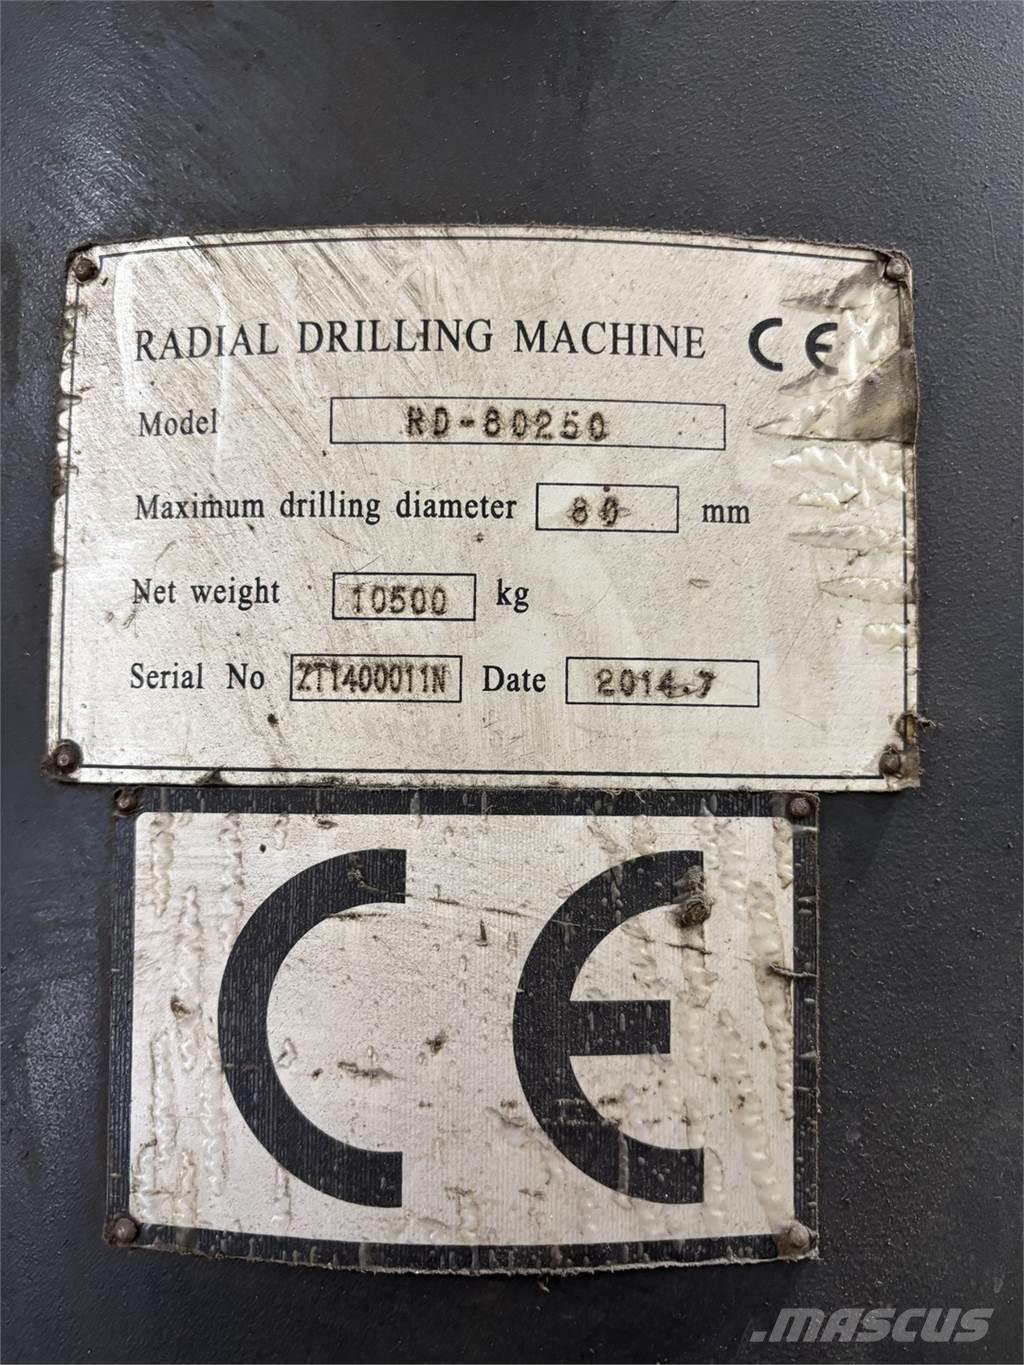 RADIAL DRILLING MACHINE CE
Model RD-80250
Maximum drilling diameter 80 mm
Net weight 10500 kg
Serial No ZT1400011N Date 2014.7
CE
.MASCUS